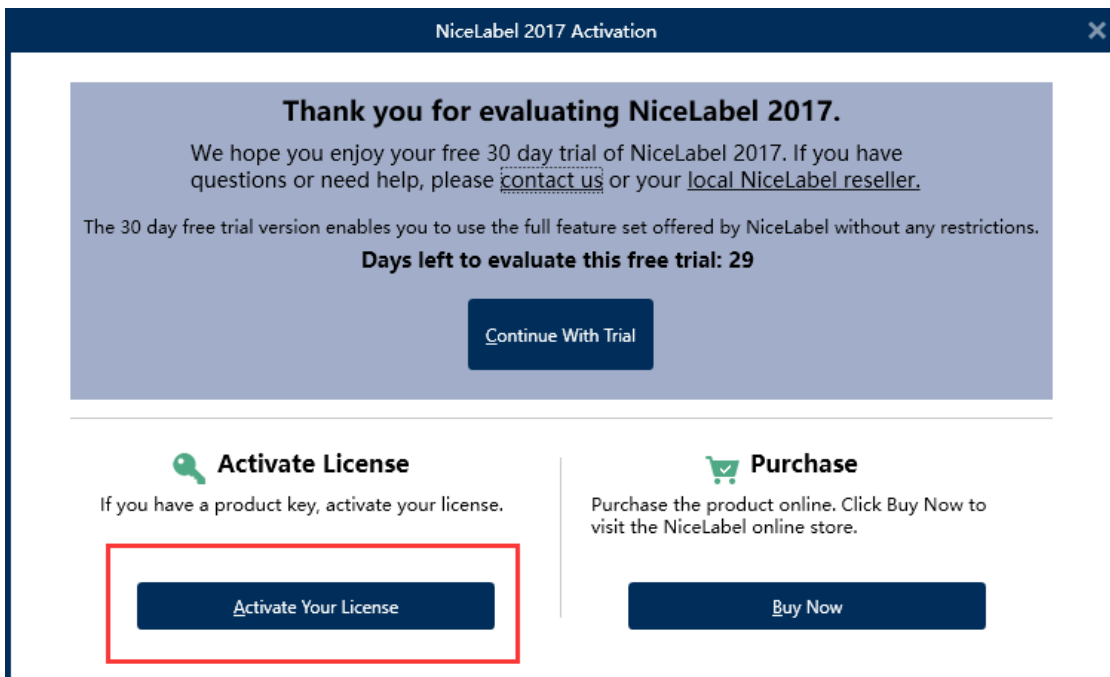 NiceLabel 2017 Activation
Thank you for evaluating NiceLabel 2017.
We hope you enjoy your free 30 day trial of NiceLabel 2017. If you have
questions or need help, please contact us or your local NiceLabel reseller.
The 30 day free trial version enables you to use the full feature set offered by NiceLabel without any restrictions.
Days left to evaluate this free trial: 29
Continue With Trial
Activate License
If you have a product key, activate your license.
Activate Your License
Purchase
Purchase the product online. Click Buy Now to
visit the NiceLabel online store.
Buy Now